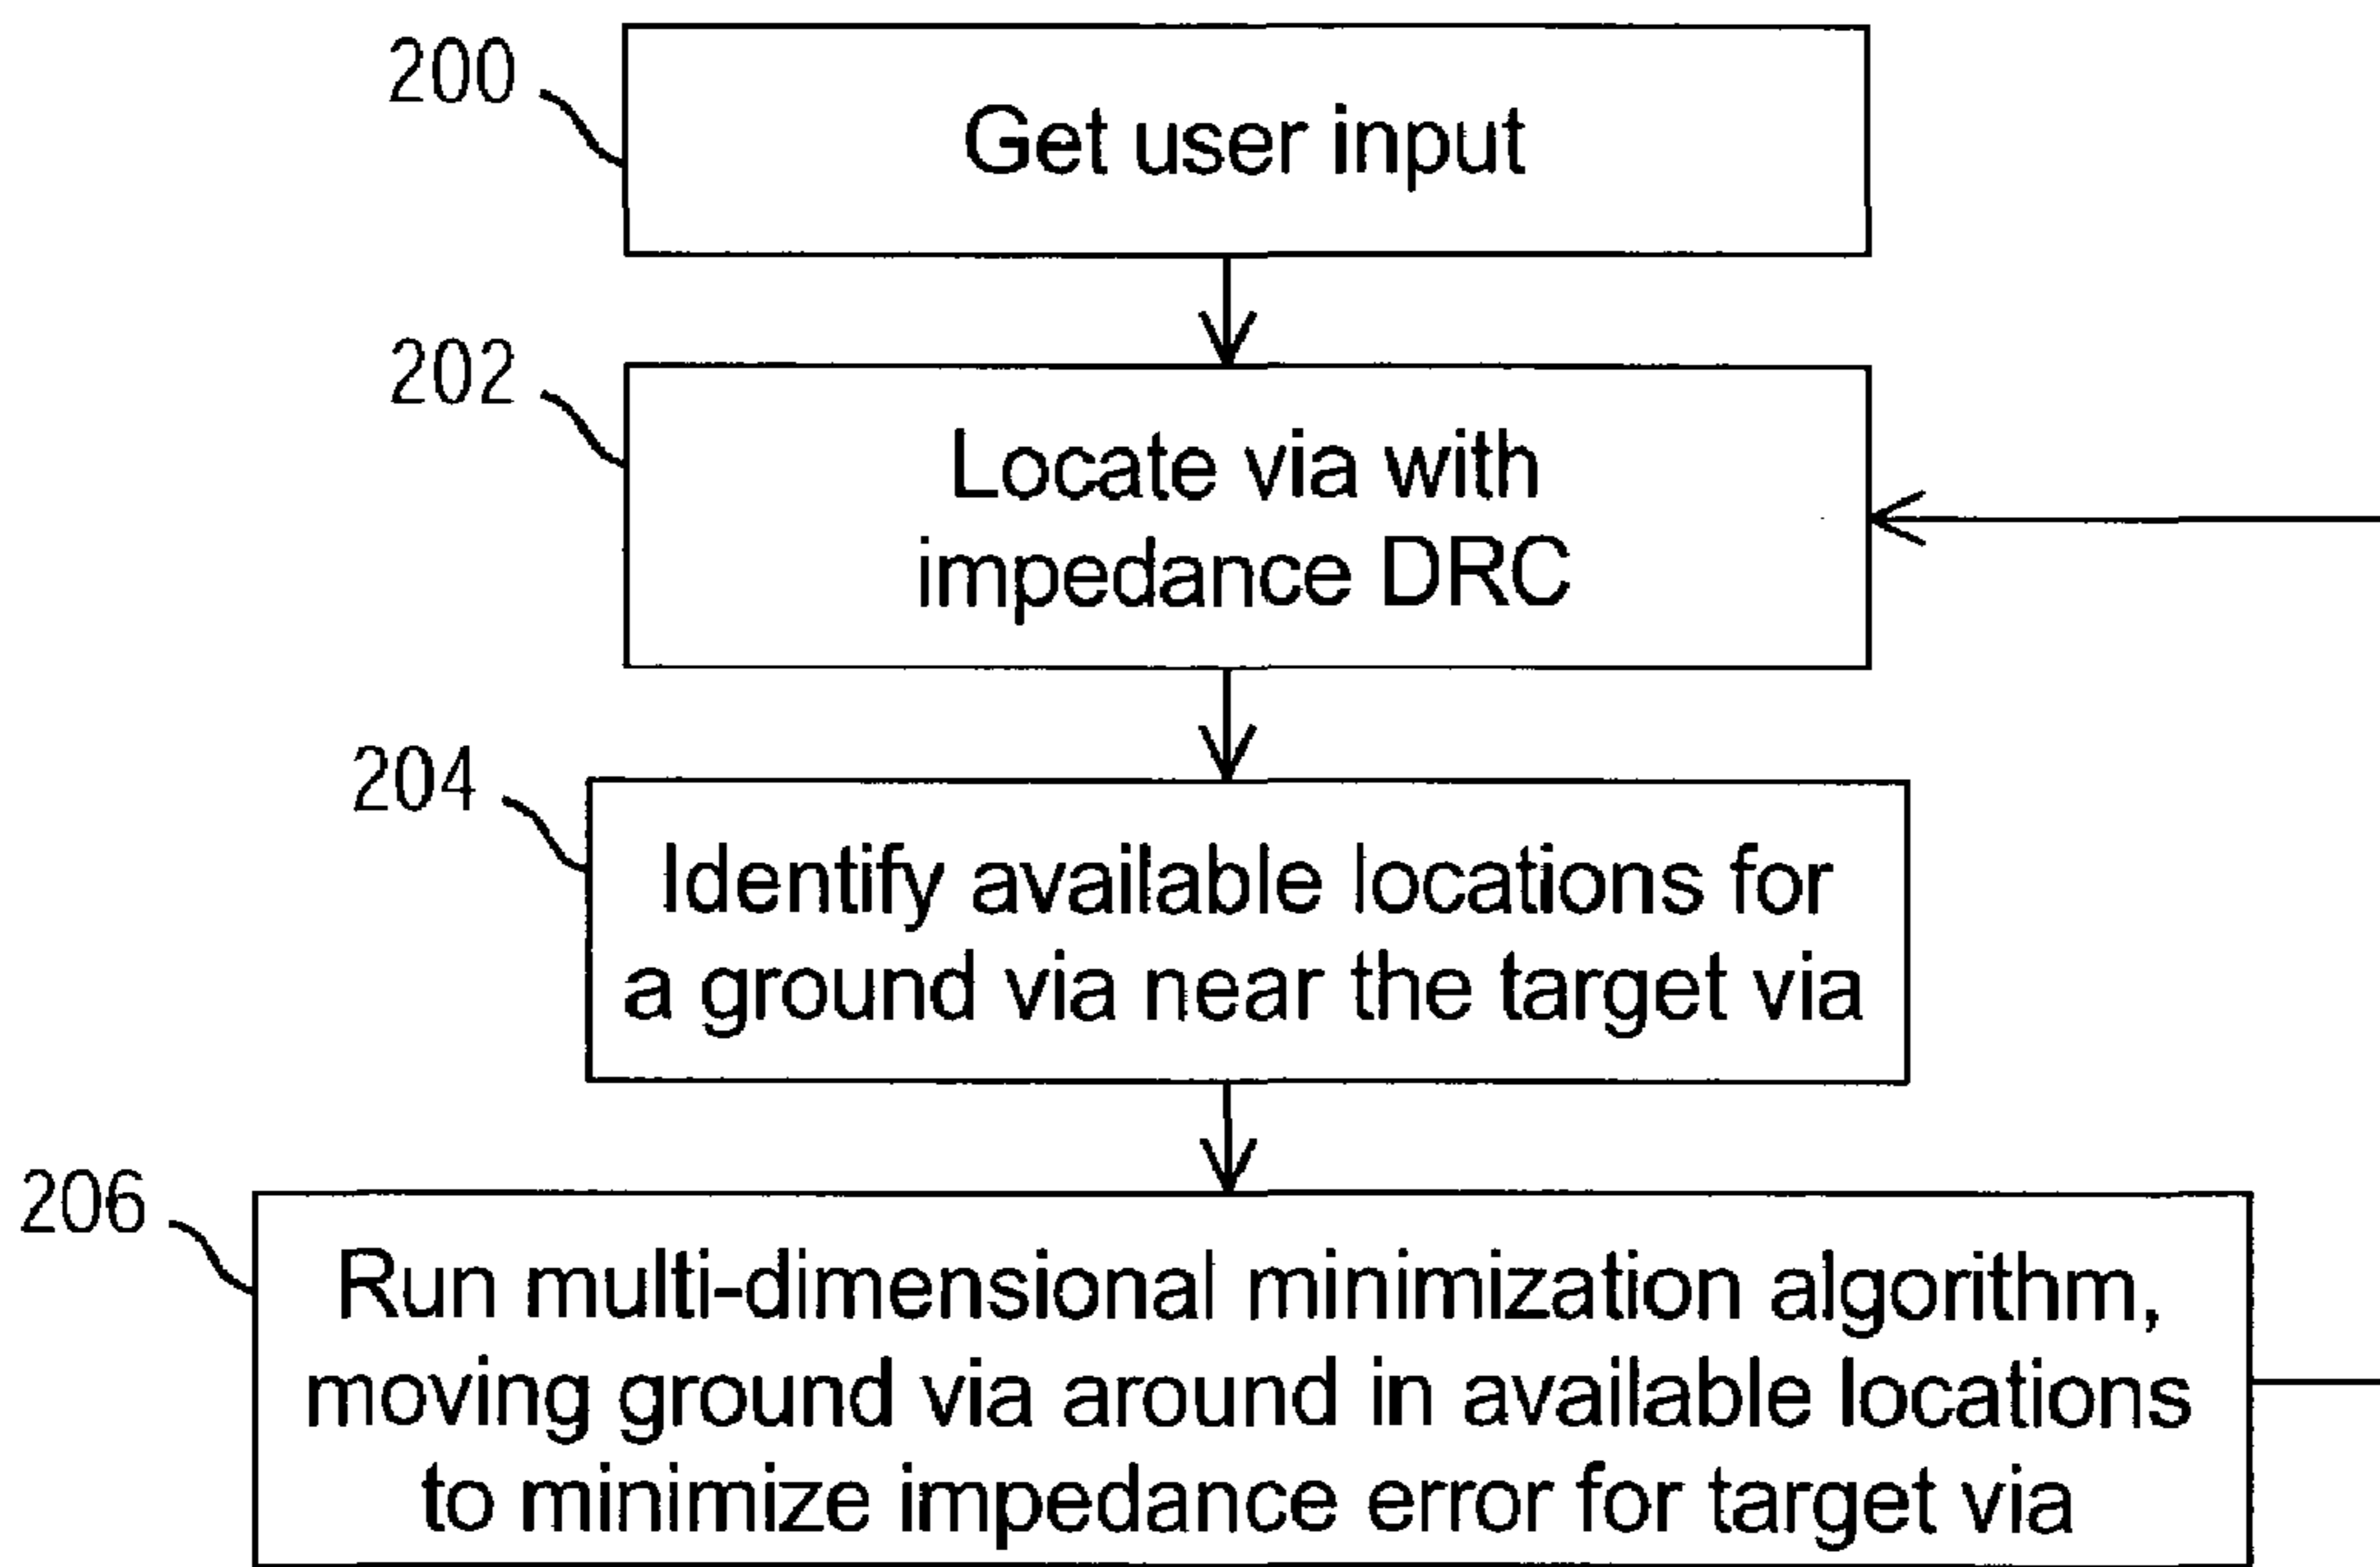 200
Get user input
202
Locate via with
impedance DRC
204
Identify available locations for
a ground via near the target via
206
Run multi-dimensional minimization algorithm,
moving ground via around in available locations
to minimize impedance error for target via